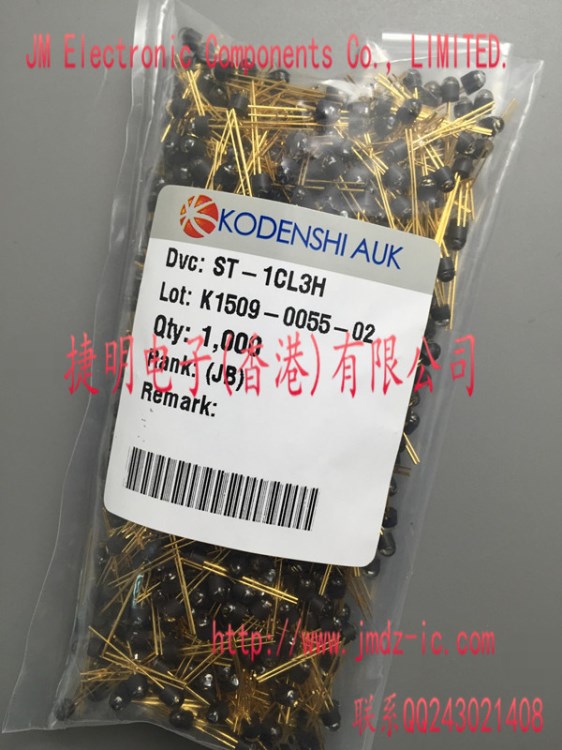 JM Electronic Components Co., LIMITED.
KODENSHI AUK
Dvc: ST-1CL3H
Lot: K1509-0055-02
Qty: 1,000
捷明电子(香港)有限公司
Rank: (JB)
Remark:
http://www.jmdz-ic.com
联系QQ243021408